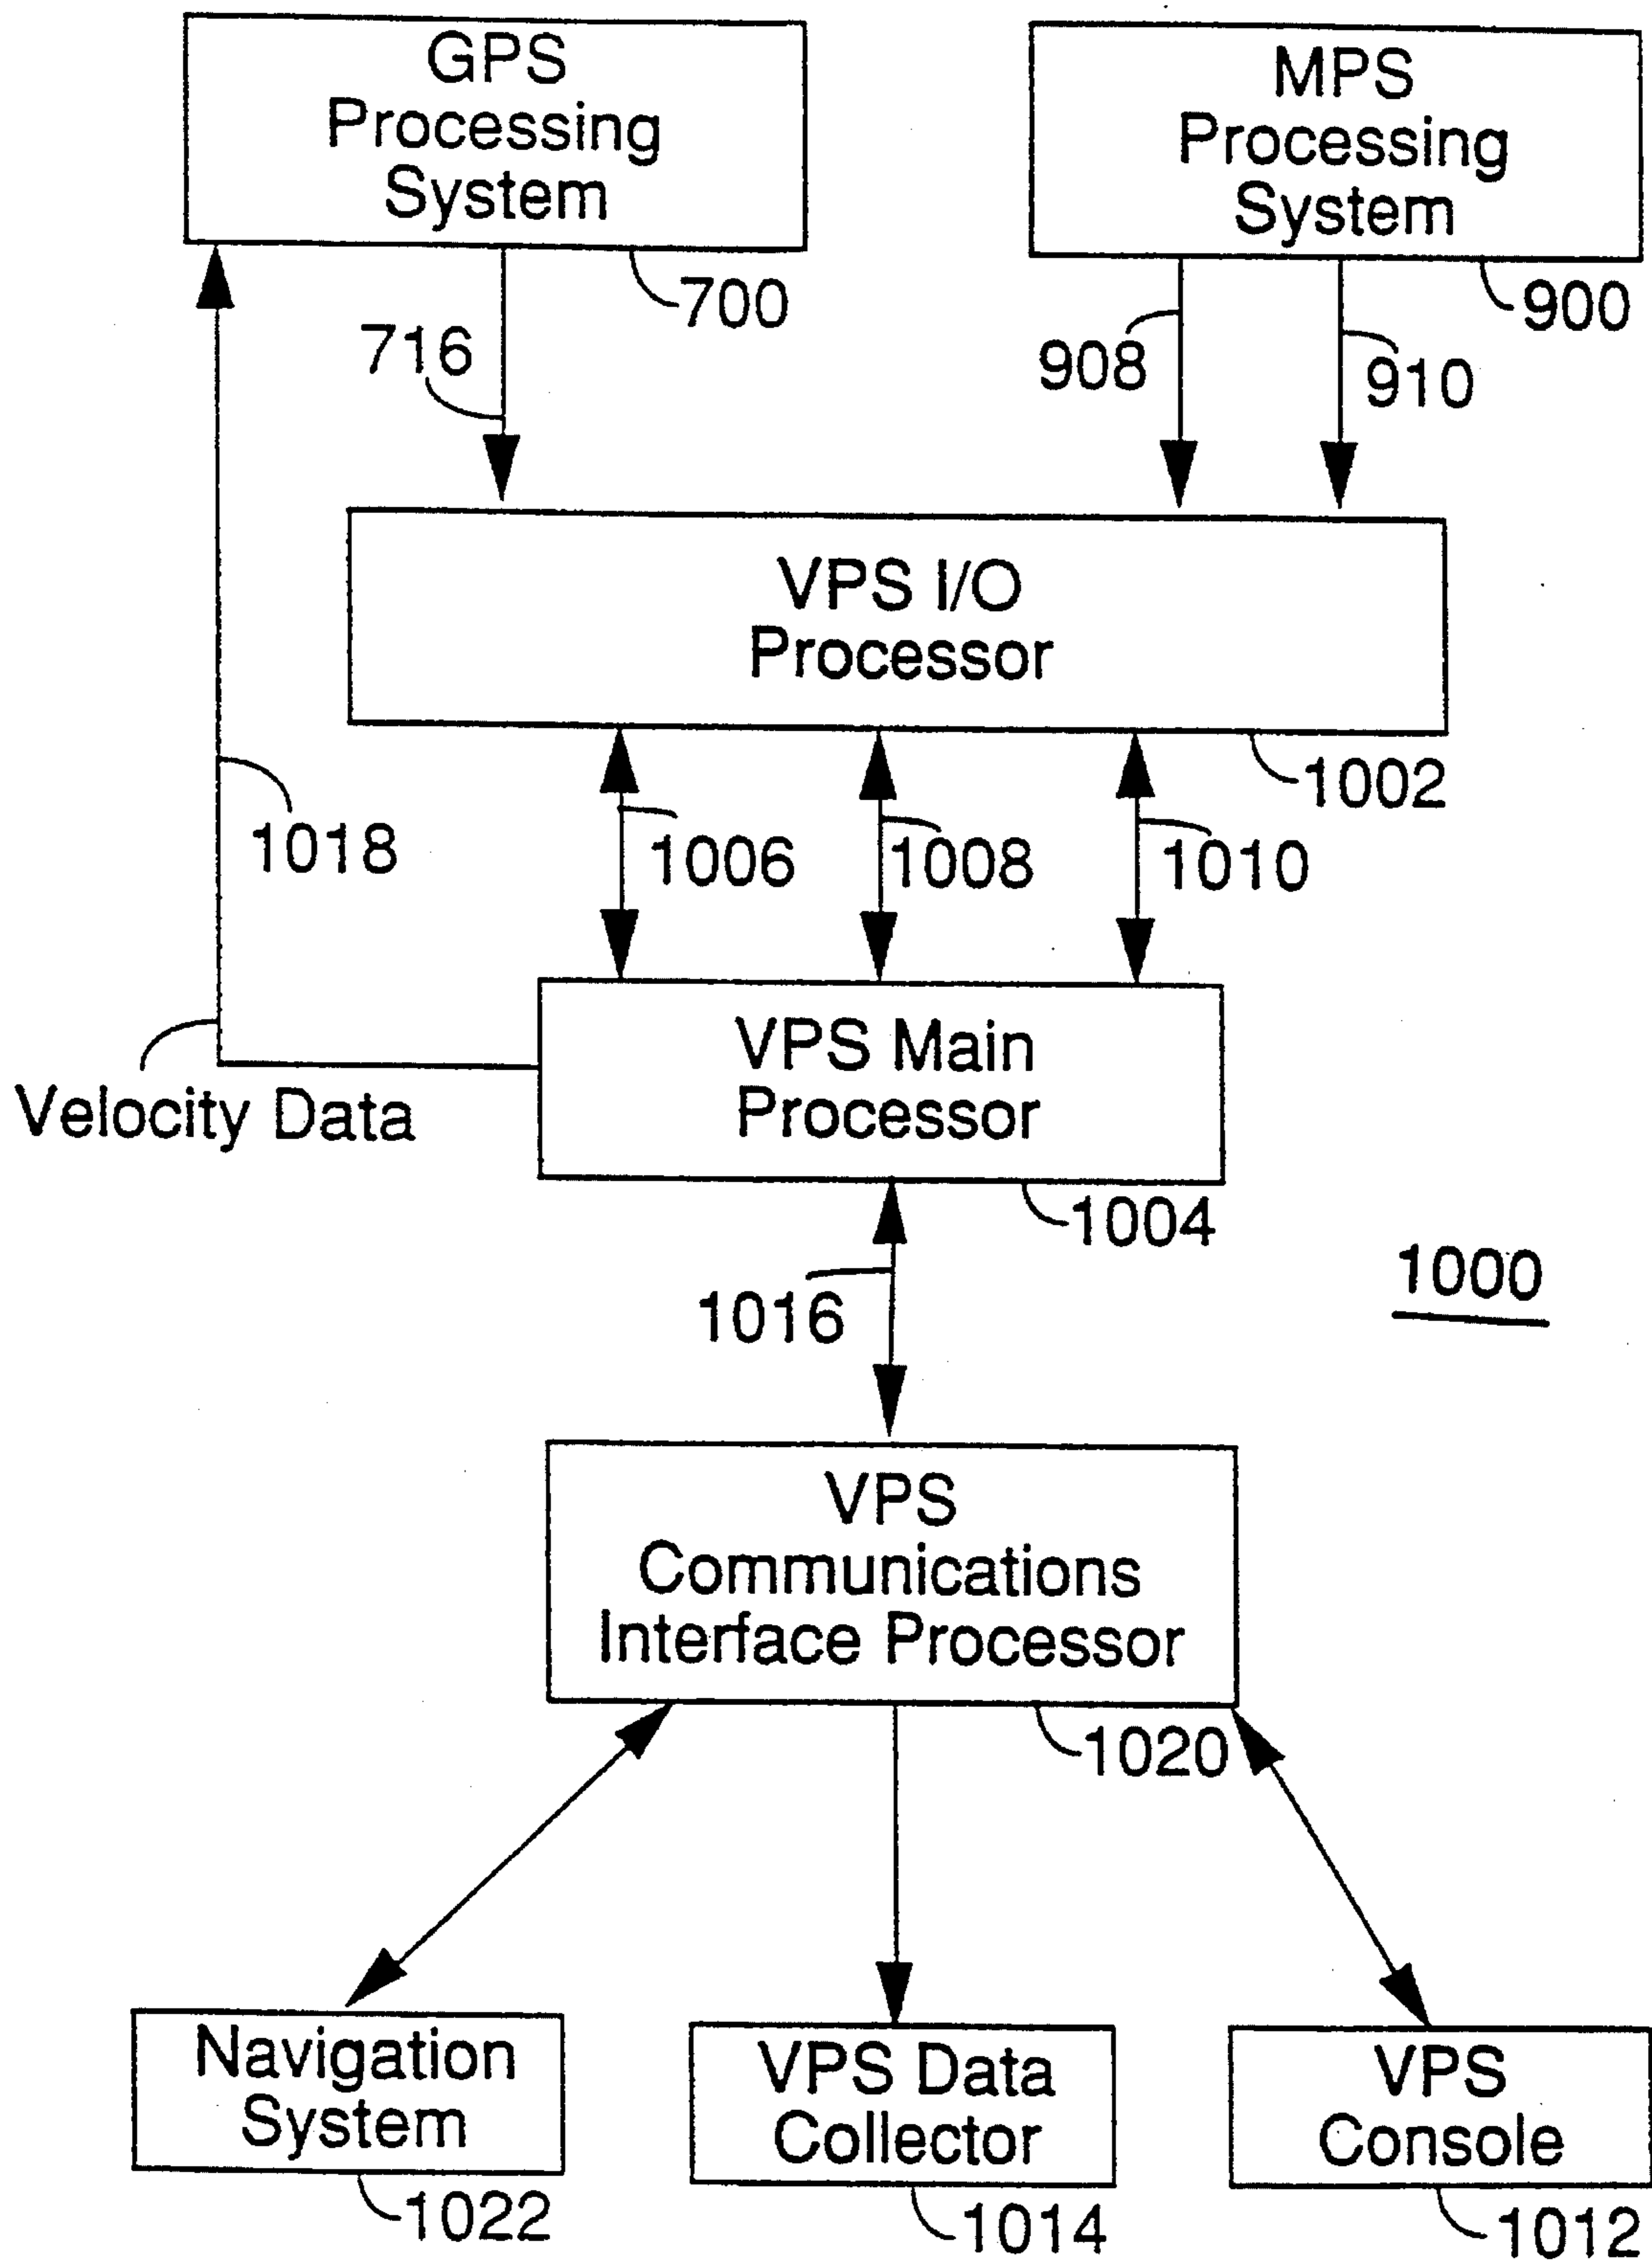 GPS
Processing
System
MPS
Processing
System
700
900
716
908
910
VPS I/O
Processor
1002
1018
1006
1008
1010
VPS Main
Processor
Velocity Data
1004
1000
1016
VPS
Communications
Interface Processor
1020
Navigation
System
VPS Data
Collector
VPS
Console
1022
1014
1012